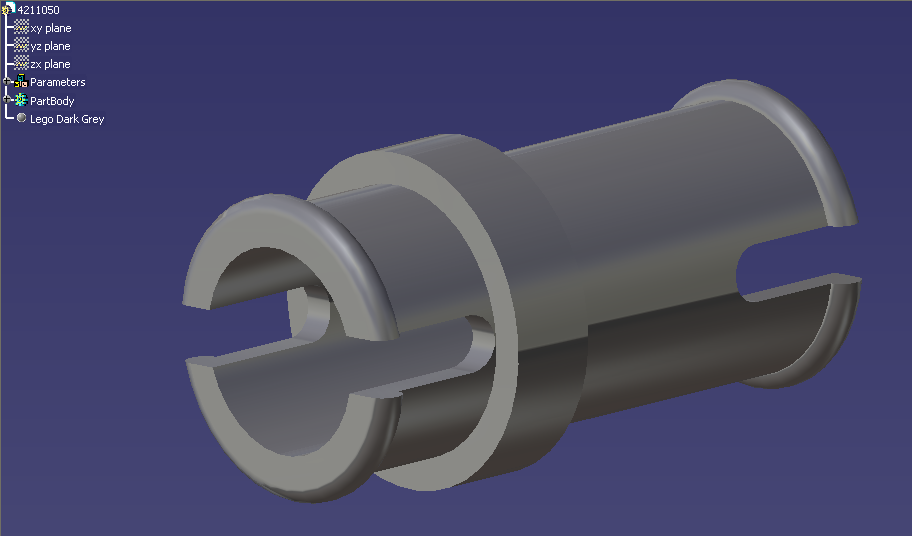 4211050
xy plane
yz plane
zx plane
Parameters
PartBody
Lego Dark Grey